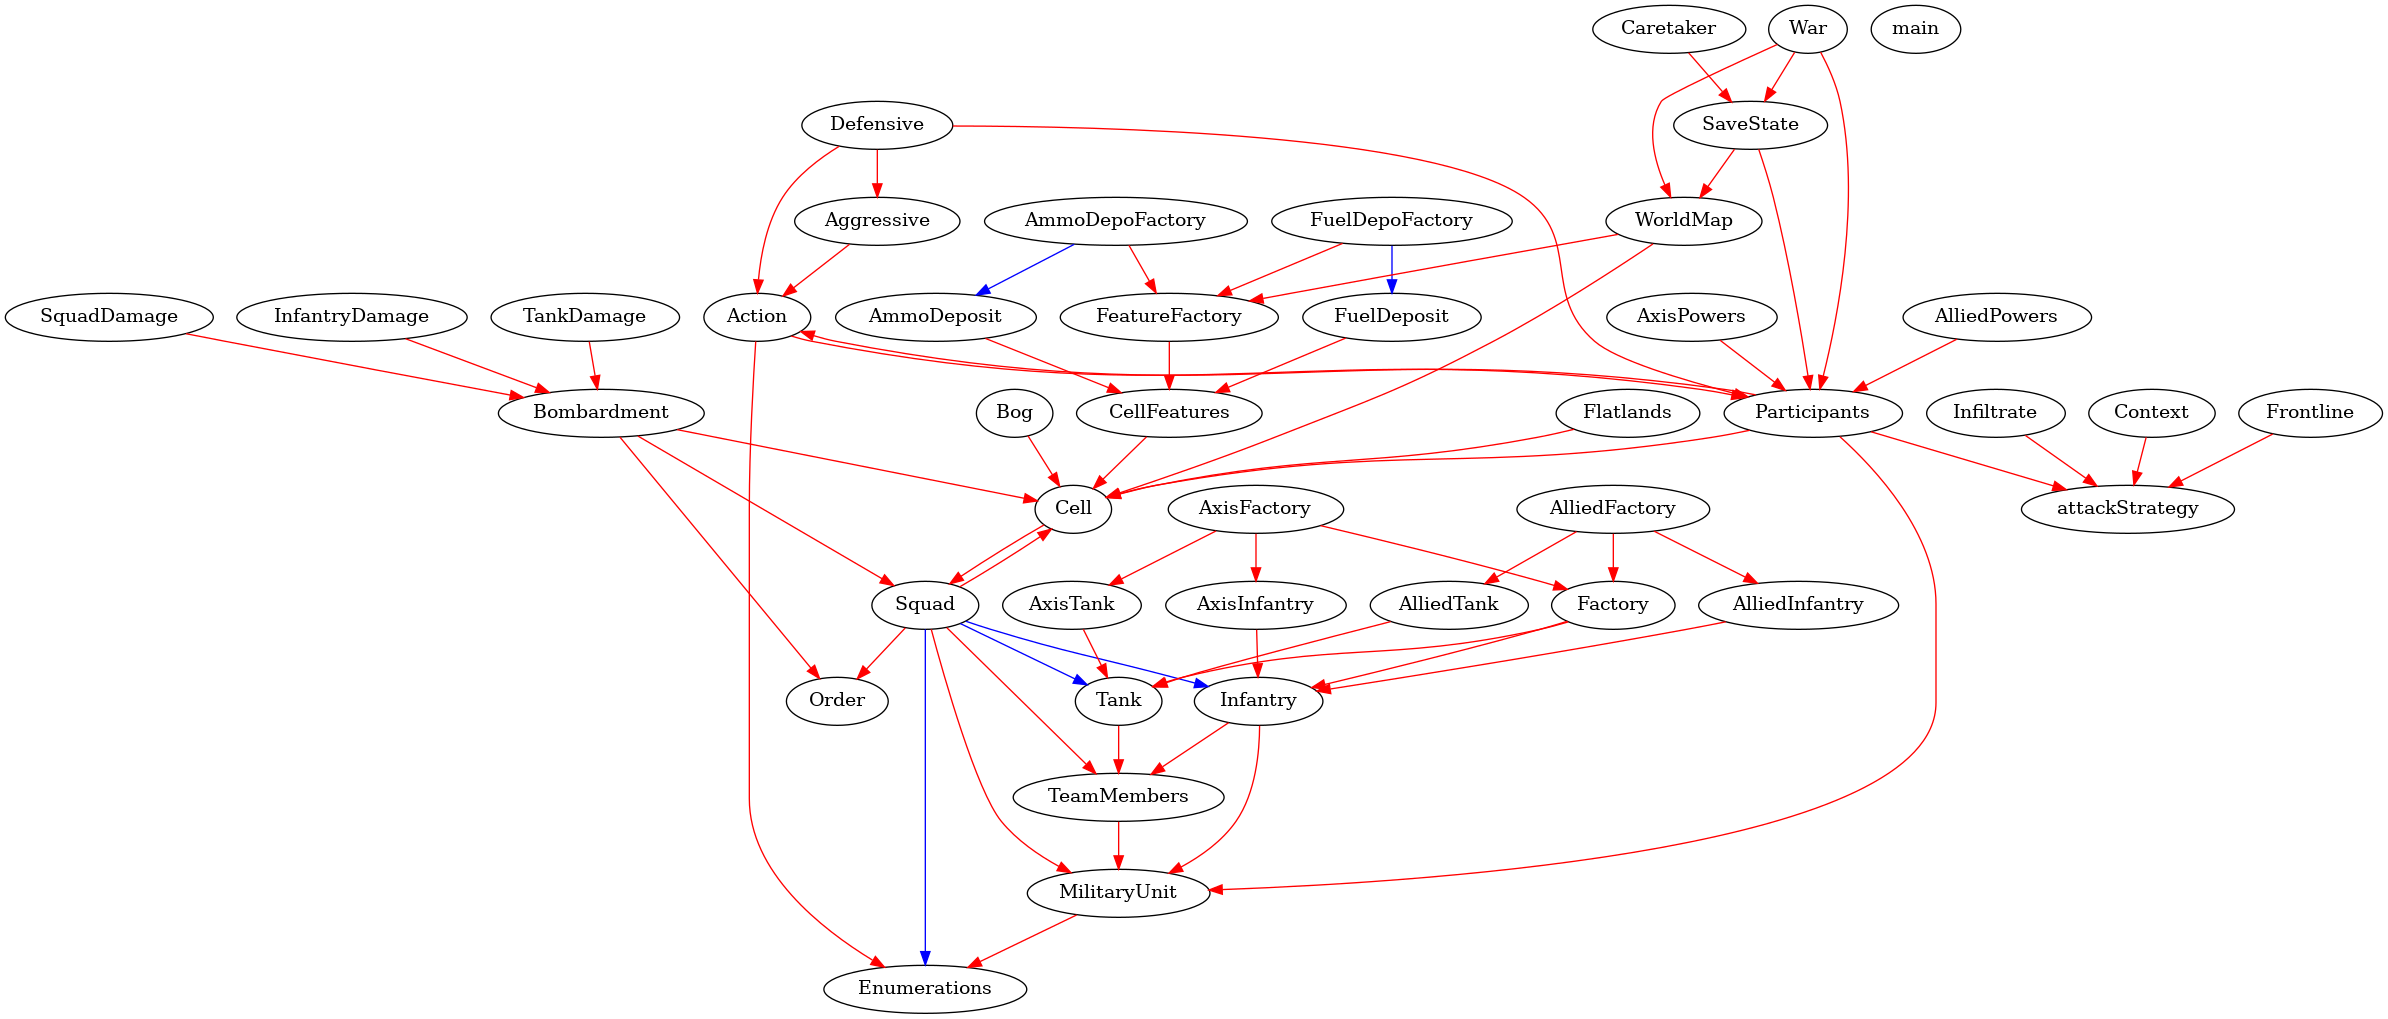 Caretaker
War
main
Defensive
SaveState
Aggressive
AmmoDepoFactory
FuelDepoFactory
WorldMap
SquadDamage
InfantryDamage
TankDamage
Action
AmmoDeposit
FeatureFactory
FuelDeposit
AxisPowers
AlliedPowers
Bombardment
Bog
CellFeatures
Flatlands
Participants
Infiltrate
Context
Frontline
Cell
AxisFactory
AlliedFactory
attackStrategy
Squad
AxisTank
AxisInfantry
AlliedTank
Factory
AlliedInfantry
Order
Tank
Infantry
TeamMembers
MilitaryUnit
Enumerations